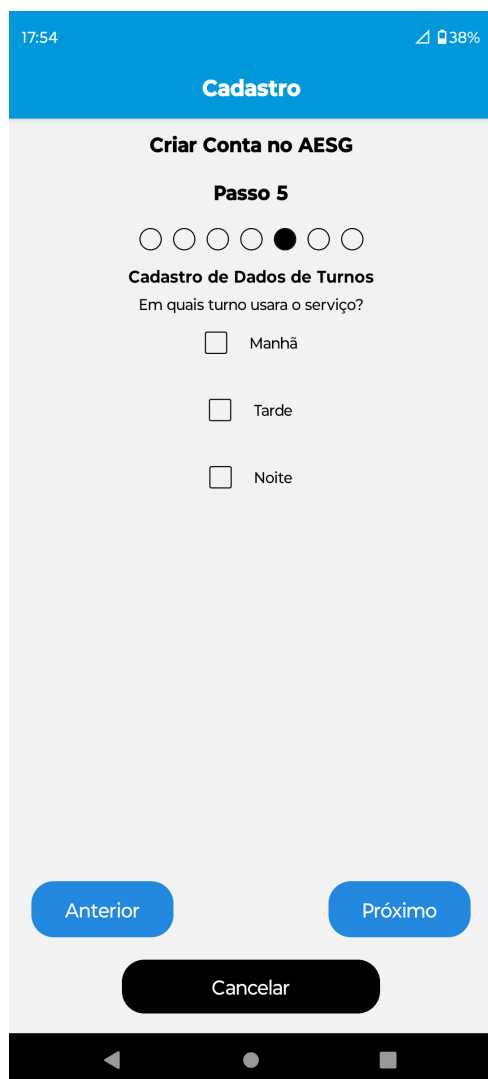 17:54 38%
Cadastro
Criar Conta no AESG
Passo 5
Cadastro de Dados de Turnos
Em quais turno usara o serviço?
Manhã
Tarde
Noite
Anterior Próximo
Cancelar